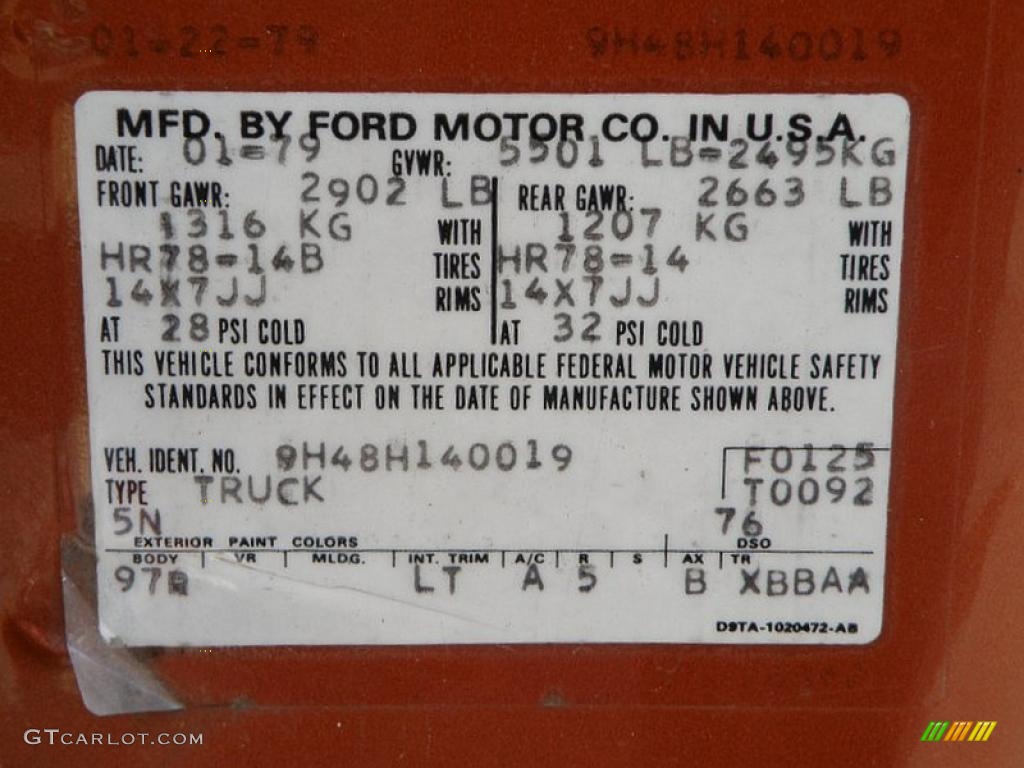 01-22-79 9H48H140019
MFD. BY FORD MOTOR CO. IN U.S.A.
DATE: 01-79 GVWR: 5501 LB-2495KG
FRONT GAWR: 2902 LB REAR GAWR: 2663 LB
1316 KG WITH 1207 KG WITH
HR78-14B TIRES HR78-14 TIRES
14X7JJ RIMS 14X7JJ RIMS
AT 28 PSI COLD AT 32 PSI COLD
THIS VEHICLE CONFORMS TO ALL APPLICABLE FEDERAL MOTOR VEHICLE SAFETY
STANDARDS IN EFFECT ON THE DATE OF MANUFACTURE SHOWN ABOVE.
VEH. IDENT. NO. 9H48H140019 F0125
TYPE TRUCK T0092
5N 76
EXTERIOR PAINT COLORS DSO
BODY VR MLDG. INT. TRIM A/C R S AX TR
LT A 5 B XBBAA
D9TA-1020472-AB
GTCARLOT.COM